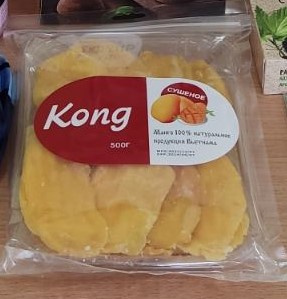 СУШЕНОЕ
Kong
500г
Манго 100% натуральное
продукция Вьетнама